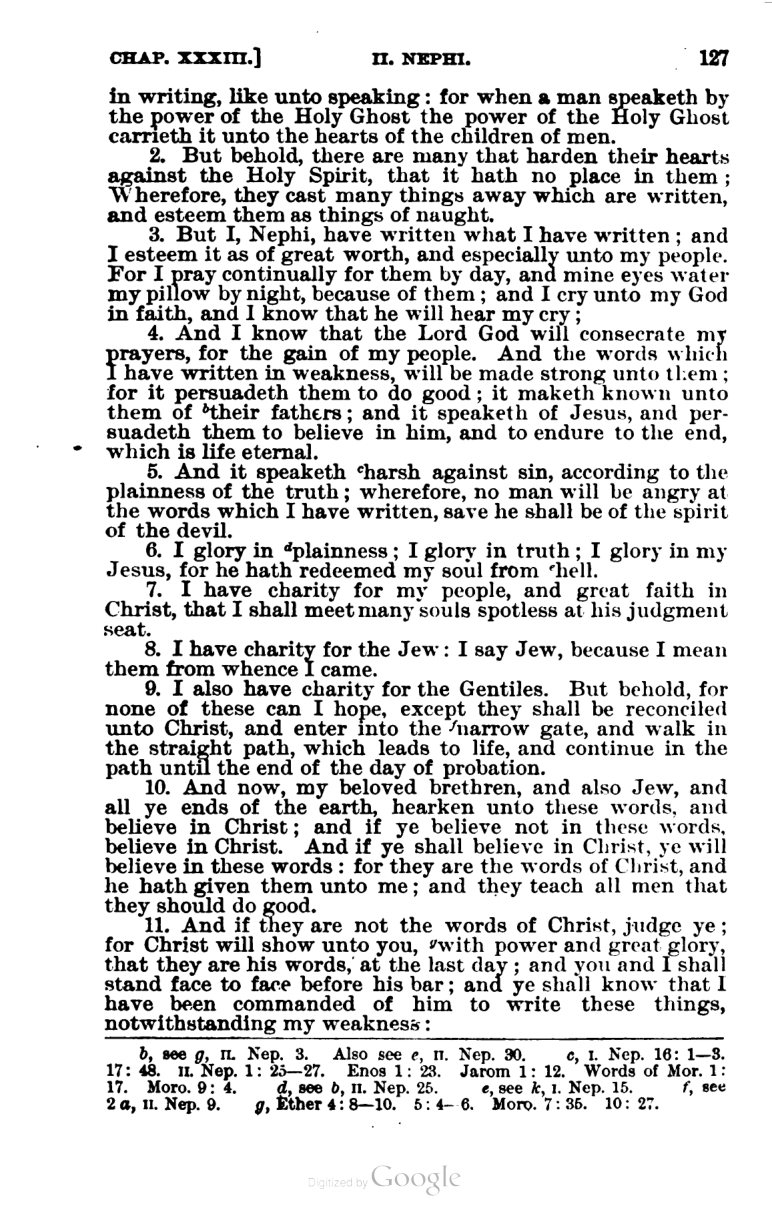 CHAP. XXXIII.] II. NEPHI. 127
in writing, like unto speaking: for when a man speaketh by
the power of the Holy Ghost the power of the Holy Ghost
carrieth it unto the hearts of the children of men.
2. But behold, there are many that harden their hearts
against the Holy Spirit, that it hath no place in them;
Wherefore, they cast many things away which are written,
and esteem them as things of naught.
3. But I, Nephi, have written what I have written; and
I esteem it as of great worth, and especially unto my people.
For I pray continually for them by day, and mine eyes water
my pillow by night, because of them; and I cry unto my God
in faith, and I know that he will hear my cry;
4. And I know that the Lord God will consecrate my
prayers, for the gain of my people. And the words which
I have written in weakness, will be made strong unto them;
for it persuadeth them to do good; it maketh known unto
them of ᵇtheir fathers; and it speaketh of Jesus, and per-
suadeth them to believe in him, and to endure to the end,
which is life eternal.
5. And it speaketh ᶜharsh against sin, according to the
plainness of the truth; wherefore, no man will be angry at
the words which I have written, save he shall be of the spirit
of the devil.
6. I glory in ᵈplainness; I glory in truth; I glory in my
Jesus, for he hath redeemed my soul from ᵉhell.
7. I have charity for my people, and great faith in
Christ, that I shall meet many souls spotless at his judgment
seat.
8. I have charity for the Jew: I say Jew, because I mean
them from whence I came.
9. I also have charity for the Gentiles. But behold, for
none of these can I hope, except they shall be reconciled
unto Christ, and enter into the ᶠnarrow gate, and walk in
the straight path, which leads to life, and continue in the
path until the end of the day of probation.
10. And now, my beloved brethren, and also Jew, and
all ye ends of the earth, hearken unto these words, and
believe in Christ; and if ye believe not in these words,
believe in Christ. And if ye shall believe in Christ, ye will
believe in these words: for they are the words of Christ, and
he hath given them unto me; and they teach all men that
they should do good.
11. And if they are not the words of Christ, judge ye;
for Christ will show unto you, ᵍwith power and great glory,
that they are his words, at the last day; and you and I shall
stand face to face before his bar; and ye shall know that I
have been commanded of him to write these things,
notwithstanding my weakness:
b, see g, II. Nep. 3. Also see e, II. Nep. 30. c, I. Nep. 16: 1—3.
17: 48. II. Nep. 1: 25—27. Enos 1: 23. Jarom 1: 12. Words of Mor. 1:
17. Moro. 9: 4. d, see b, II. Nep. 25. e, see k, I. Nep. 15. f, see
2 a, II. Nep. 9. g, Ether 4: 8—10. 5: 4—6. Moro. 7: 35. 10: 27.
Digitized by Google